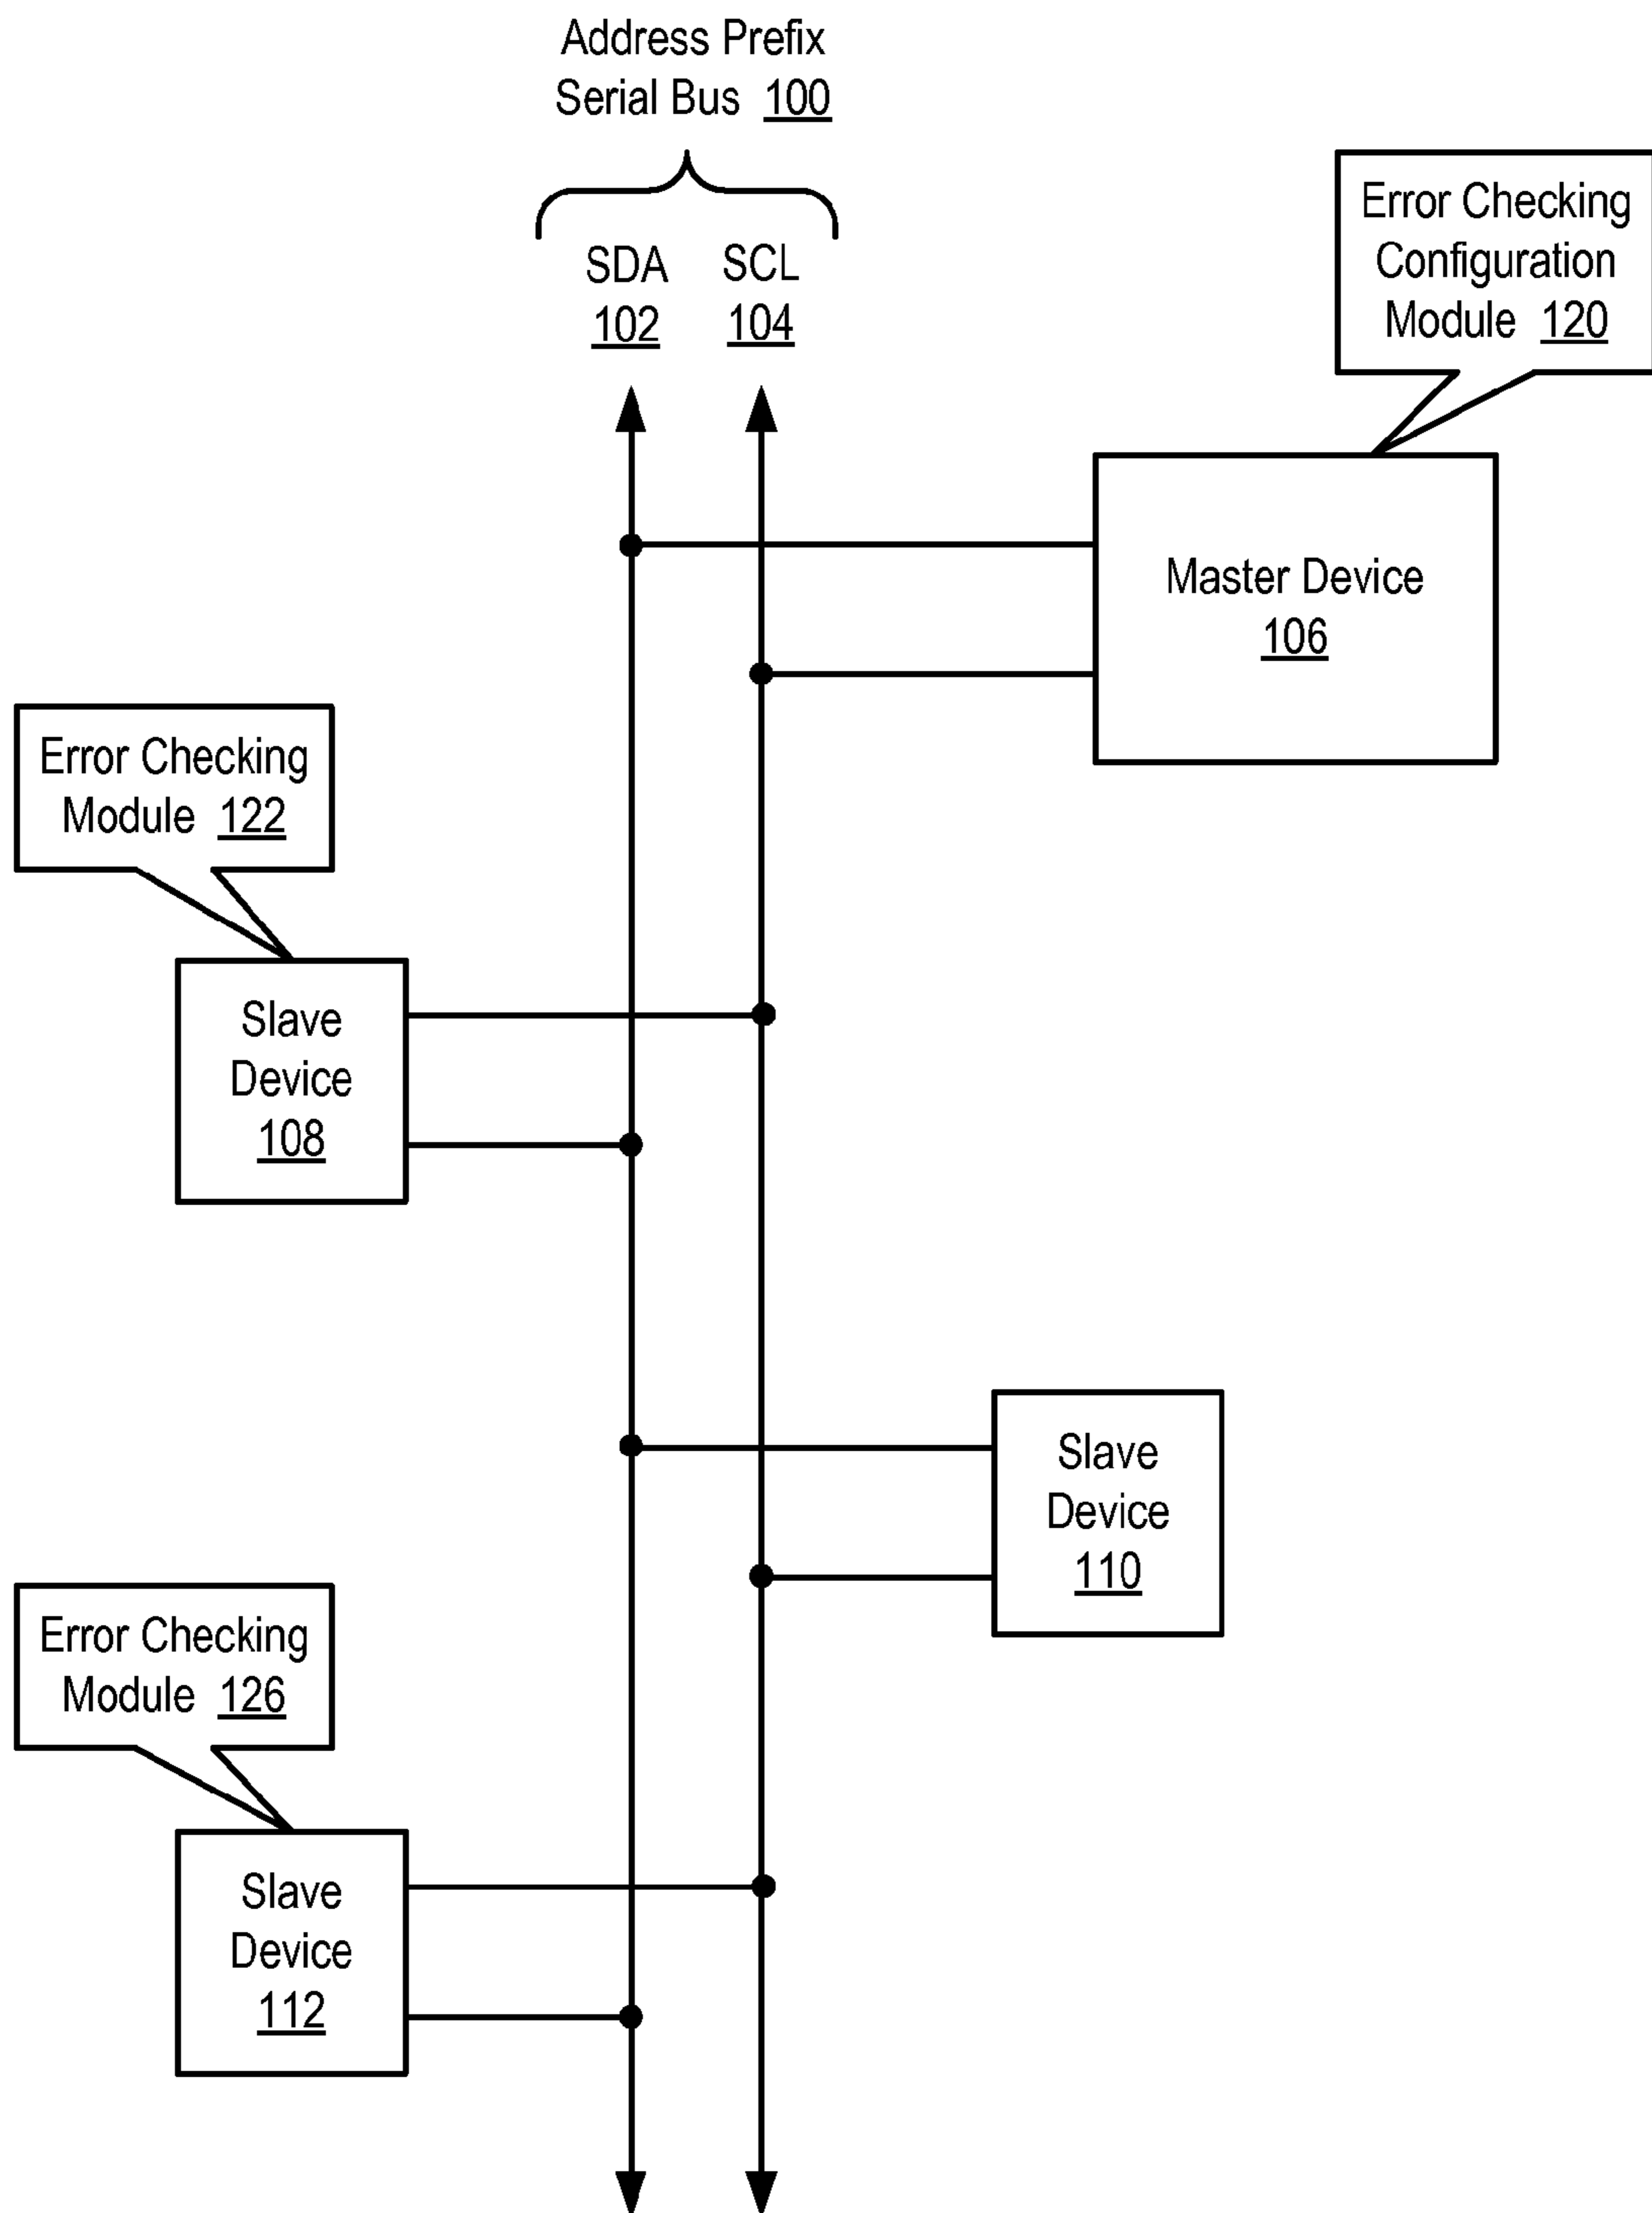 Address Prefix
Serial Bus 100
SDA
102
SCL
104
Error Checking
Configuration
Module 120
Master Device
106
Error Checking
Module 122
Slave
Device
108
Slave
Device
110
Error Checking
Module 126
Slave
Device
112